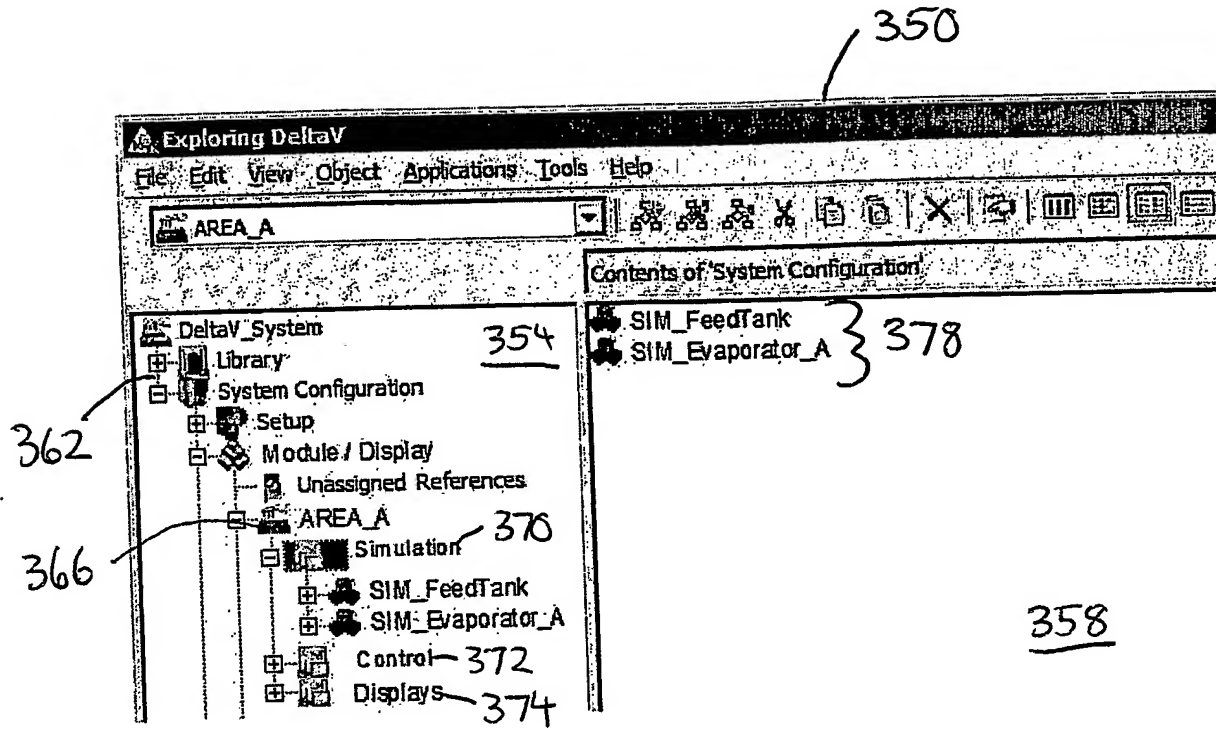 350
Exploring DeltaV
File Edit View Object Applications Tools Help
AREA_A
Contents of 'System Configuration'
DeltaV_System
354
SIM_FeedTank
SIM_Evaporator_A
378
Library
System Configuration
362
Setup
Module / Display
Unassigned References
AREA_A
366
Simulation
370
SIM_FeedTank
SIM_Evaporator_A
358
Control
372
Displays
374